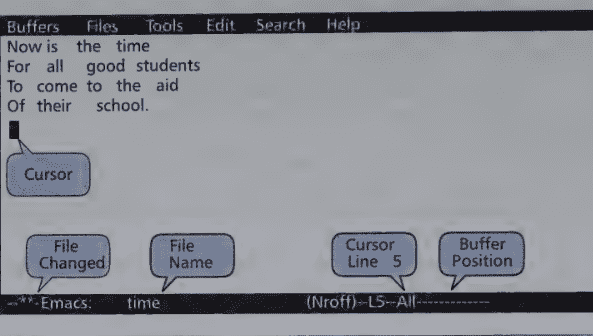 Buffers Files Tools Edit Search Help
Now is the time
For all good students
To come to the aid
Of their school.
Cursor
File
Changed
File
Name
Cursor
Line 5
Buffer
Position
--**-Emacs: time (Nroff)--L5--All-------------